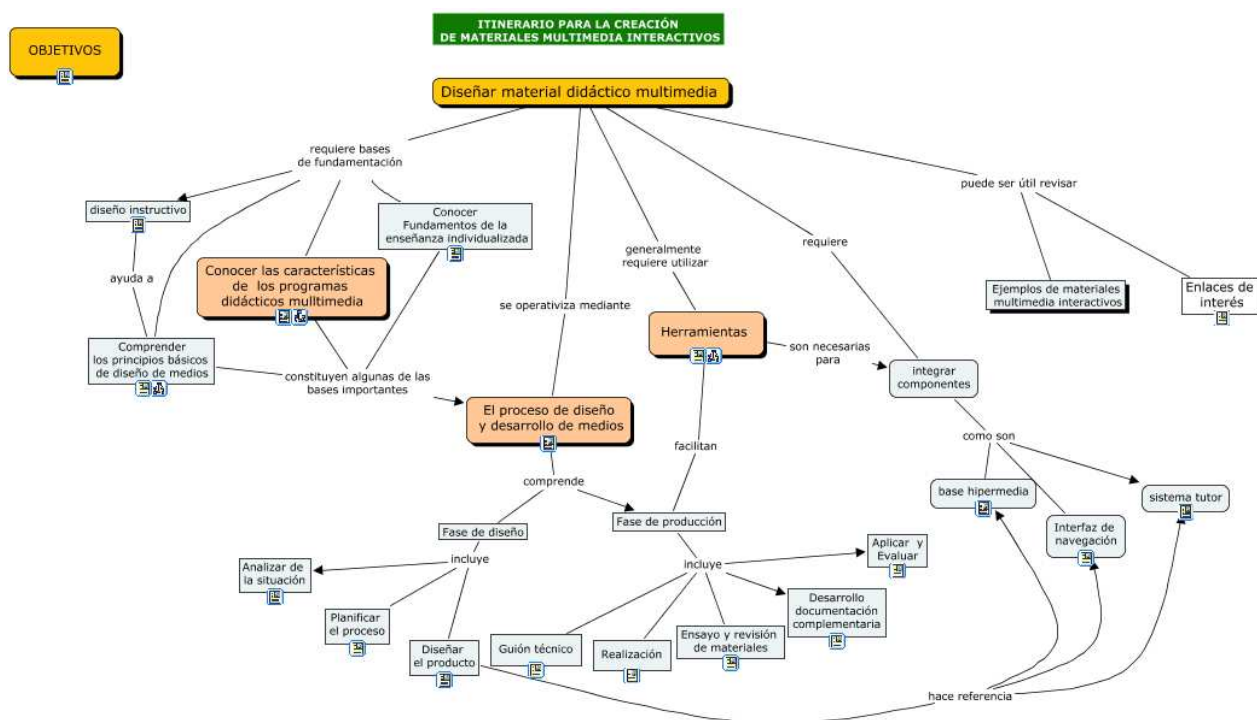 ITINERARIO PARA LA CREACIÓN
DE MATERIALES MULTIMEDIA INTERACTIVOS
OBJETIVOS
Diseñar material didáctico multimedia
requiere bases
de fundamentación
puede ser útil revisar
diseño instructivo
Conocer
Fundamentos de la
enseñanza individualizada
generalmente
requiere utilizar
requiere
ayuda a
Conocer las características
de los programas
didácticos mulltimedia
se operativiza mediante
Ejemplos de materiales
multimedia interactivos
Enlaces de
interés
Herramientas
son necesarias
para
Comprender
los principios básicos
de diseño de medios
constituyen algunas de las
bases importantes
integrar
componentes
El proceso de diseño
y desarrollo de medios
facilitan
como son
comprende
base hipermedia
sistema tutor
Fase de diseño
Fase de producción
Interfaz de
navegación
incluye
incluye
Aplicar y
Evaluar
Analizar de
la situación
Planificar
el proceso
Diseñar
el producto
Guión técnico
Realización
Ensayo y revisión
de materiales
Desarrollo
documentación
complementaria
hace referencia